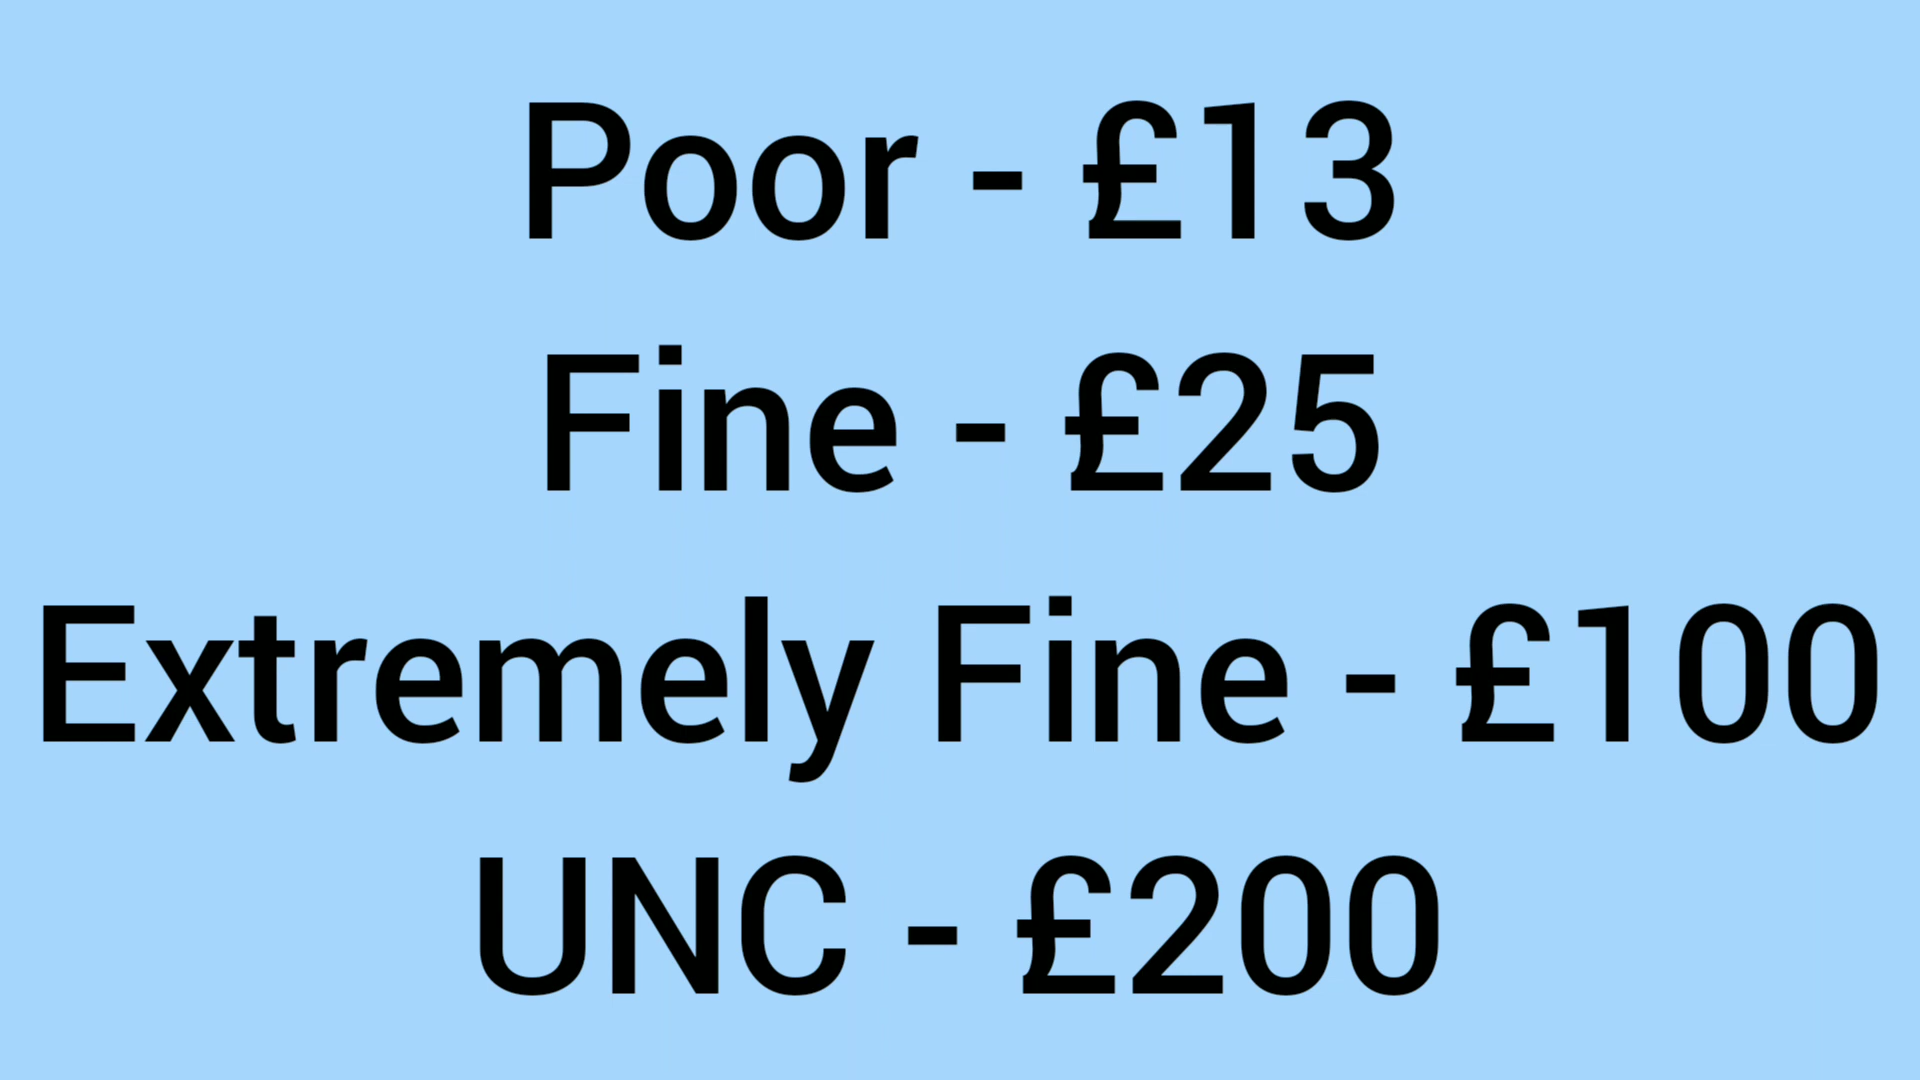 Poor - £13
Fine - £25
Extremely Fine - £100
UNC - £200